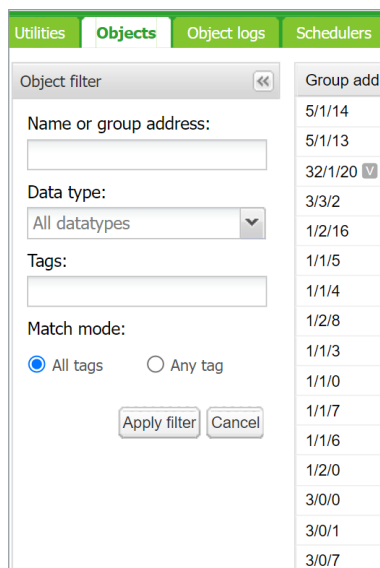 Utilities Objects Object logs Schedulers
Object filter
Name or group address:
Data type:
All datatypes
Tags:
Match mode:
All tags Any tag
Apply filter Cancel
Group add
5/1/14
5/1/13
32/1/20 V
3/3/2
1/2/16
1/1/5
1/1/4
1/2/8
1/1/3
1/1/0
1/1/7
1/1/6
1/2/0
3/0/0
3/0/1
3/0/7